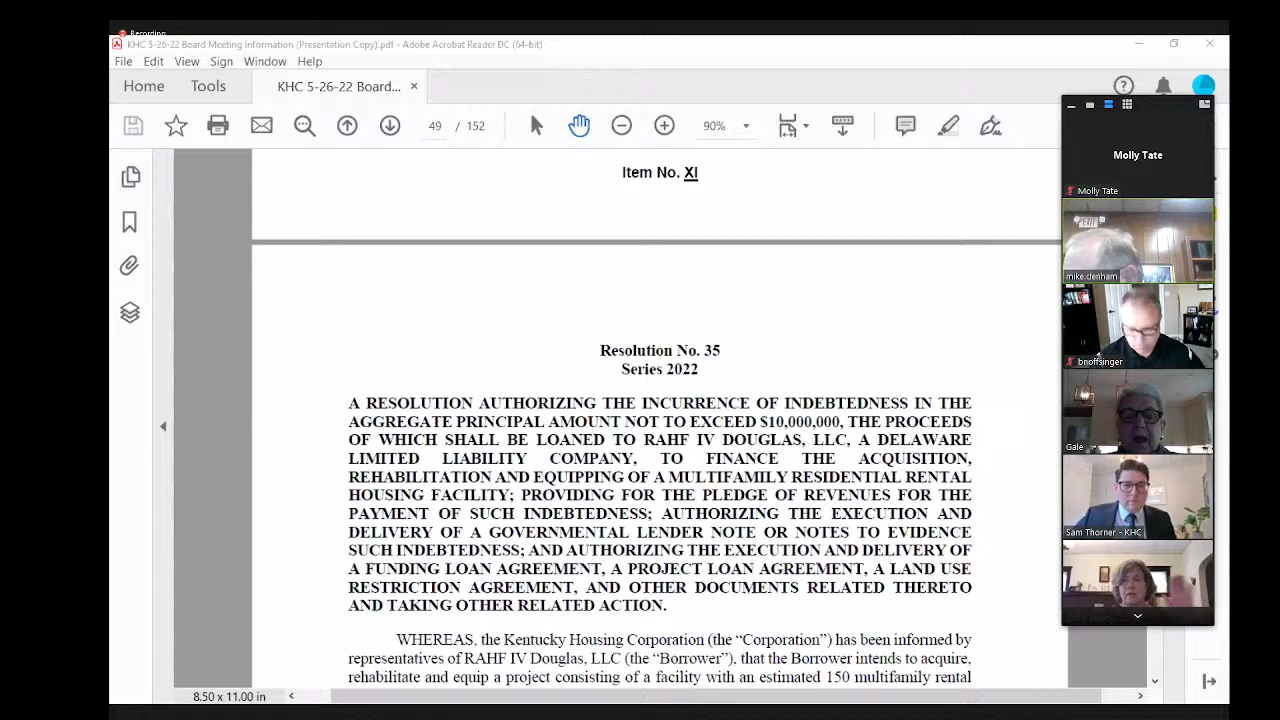 Recording
KHC 5-26-22 Board Meeting Information (Presentation Copy).pdf - Adobe Acrobat Reader DC (64-bit)
File Edit View Sign Window Help
Home Tools KHC 5-26-22 Board... ×
49 / 152 90%
Item No. XI
Resolution No. 35
Series 2022
A RESOLUTION AUTHORIZING THE INCURRENCE OF INDEBTEDNESS IN THE
AGGREGATE PRINCIPAL AMOUNT NOT TO EXCEED $10,000,000, THE PROCEEDS
OF WHICH SHALL BE LOANED TO RAHF IV DOUGLAS, LLC, A DELAWARE
LIMITED LIABILITY COMPANY, TO FINANCE THE ACQUISITION,
REHABILITATION AND EQUIPPING OF A MULTIFAMILY RESIDENTIAL RENTAL
HOUSING FACILITY; PROVIDING FOR THE PLEDGE OF REVENUES FOR THE
PAYMENT OF SUCH INDEBTEDNESS; AUTHORIZING THE EXECUTION AND
DELIVERY OF A GOVERNMENTAL LENDER NOTE OR NOTES TO EVIDENCE
SUCH INDEBTEDNESS; AND AUTHORIZING THE EXECUTION AND DELIVERY OF
A FUNDING LOAN AGREEMENT, A PROJECT LOAN AGREEMENT, A LAND USE
RESTRICTION AGREEMENT, AND OTHER DOCUMENTS RELATED THERETO
AND TAKING OTHER RELATED ACTION.
WHEREAS, the Kentucky Housing Corporation (the “Corporation”) has been informed by
representatives of RAHF IV Douglas, LLC (the “Borrower”), that the Borrower intends to acquire,
rehabilitate and equip a project consisting of a facility with an estimated 150 multifamily rental
8.50 x 11.00 in
Molly Tate
Molly Tate
EXIT
mike.denham
bnoffsinger
Gale
Sam Thorner - KHC